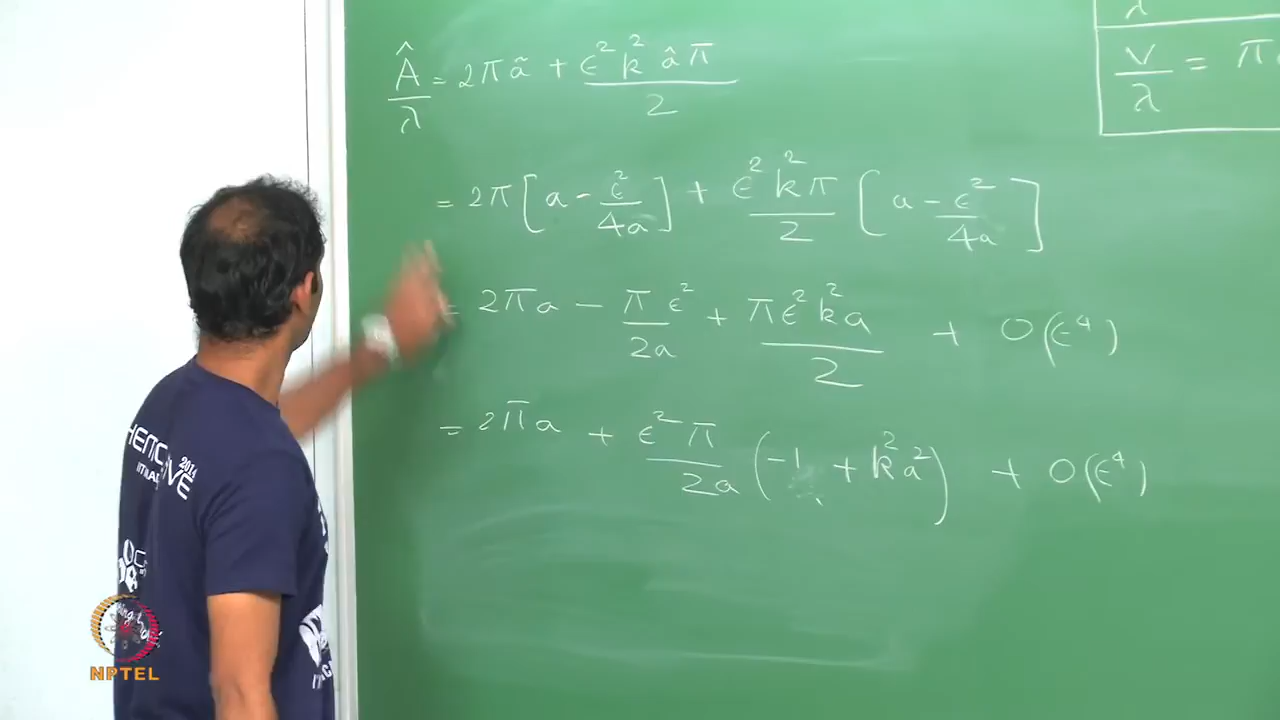 Â/λ = 2πã + ε²k²âπ/2
= 2π[a - ε²/4a] + ε²k²π/2 [a - ε²/4a]
= 2πa - π/2a ε² + πε²k²a/2 + O(ε⁴)
= 2πa + ε²π/2a (-1 + k²a²) + O(ε⁴)
λ
V/λ = π
2014
NPTEL